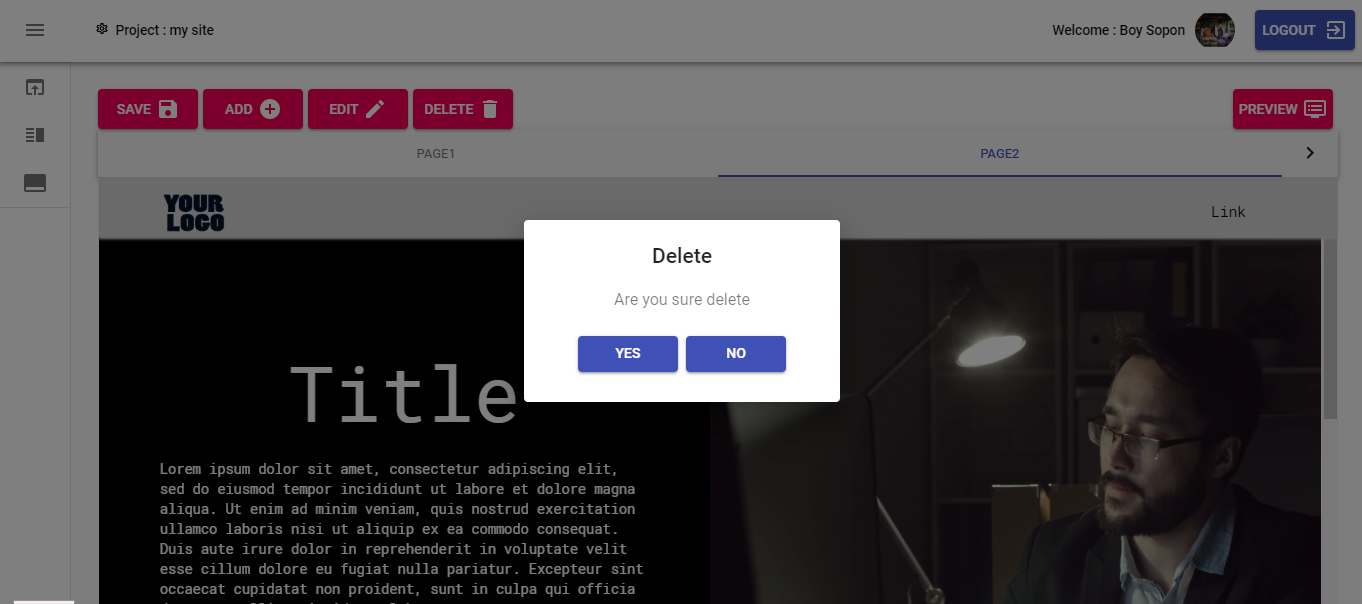 Project : my site
Welcome : Boy Sopon
LOGOUT
SAVE
ADD
EDIT
DELETE
PREVIEW
PAGE1
PAGE2
YOUR
LOGO
Link
Delete
Are you sure delete
YES
NO
Title
Lorem ipsum dolor sit amet, consectetur adipiscing elit,
sed do eiusmod tempor incididunt ut labore et dolore magna
aliqua. Ut enim ad minim veniam, quis nostrud exercitation
ullamco laboris nisi ut aliquip ex ea commodo consequat.
Duis aute irure dolor in reprehenderit in voluptate velit
esse cillum dolore eu fugiat nulla pariatur. Excepteur sint
occaecat cupidatat non proident, sunt in culpa qui officia